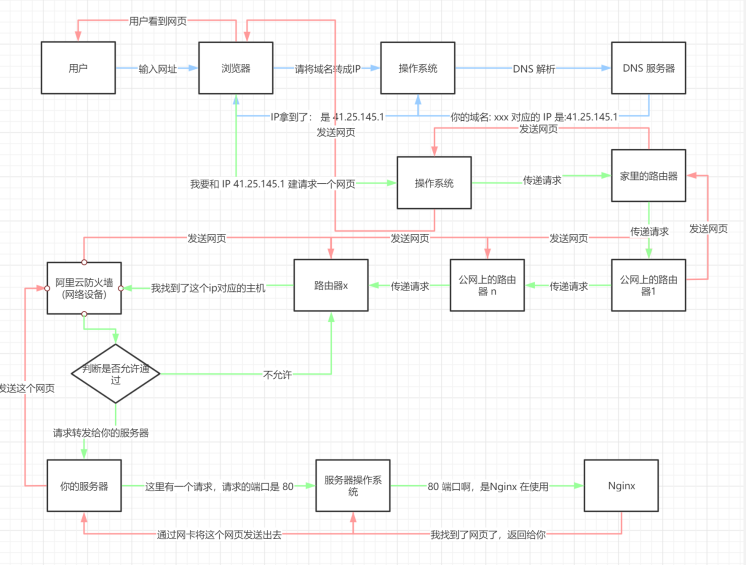 用户看到网页
用户
输入网址
浏览器
请将域名转成IP
操作系统
DNS 解析
DNS 服务器
IP拿到了： 是 41.25.145.1
你的域名: xxx 对应的 IP 是:41.25.145.1
发送网页
发送网页
我要和 IP 41.25.145.1 建请求一个网页
操作系统
传递请求
家里的路由器
传递请求
发送网页
发送网页
发送网页
发送网页
阿里云防火墙
(网络设备)
我找到了这个ip对应的主机
路由器x
传递请求
公网上的路由
器 n
传递请求
公网上的路由
器1
判断是否允许通
过
不允许
发送这个网页
请求转发给你的服务器
你的服务器
这里有一个请求，请求的端口是 80
服务器操作系
统
80 端口啊，是Nginx 在使用
Nginx
通过网卡将这个网页发送出去
我找到了网页了，返回给你